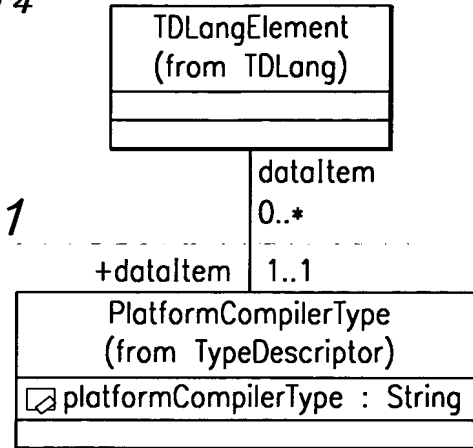 4
TDLangElement
(from TDLang)
dataItem
0..*
1
+dataItem 1..1
PlatformCompilerType
(from TypeDescriptor)
platformCompilerType : String